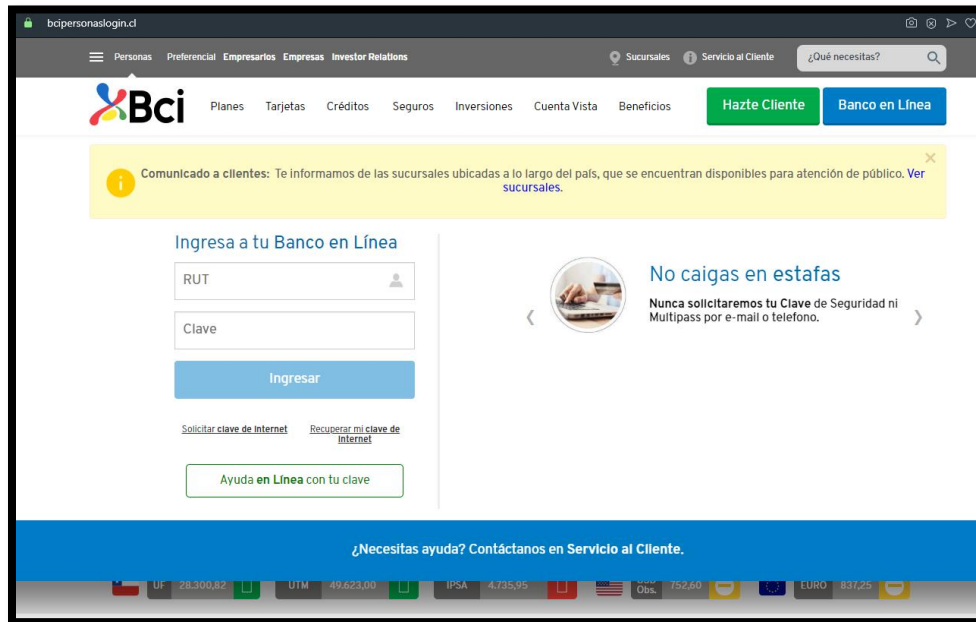 bcipersonaslogin.cl
Personas Preferencial Empresarios Empresas Investor Relations Sucursales Servicio al Cliente ¿Qué necesitas?
Bci Planes Tarjetas Créditos Seguros Inversiones Cuenta Vista Beneficios Hazte Cliente Banco en Línea
Comunicado a clientes: Te informamos de las sucursales ubicadas a lo largo del país, que se encuentran disponibles para atención de público. Ver
sucursales.
Ingresa a tu Banco en Línea
RUT
Clave
Ingresar
Solicitar clave de Internet
Recuperar mi clave de
Internet
Ayuda en Línea con tu clave
No caigas en estafas
Nunca solicitaremos tu Clave de Seguridad ni
Multipass por e-mail o telefono.
¿Necesitas ayuda? Contáctanos en Servicio al Cliente.
UF 28.300,82 UTM 49.623,00 IPSA 4.735,95 Obs. 752,60 EURO 837,25